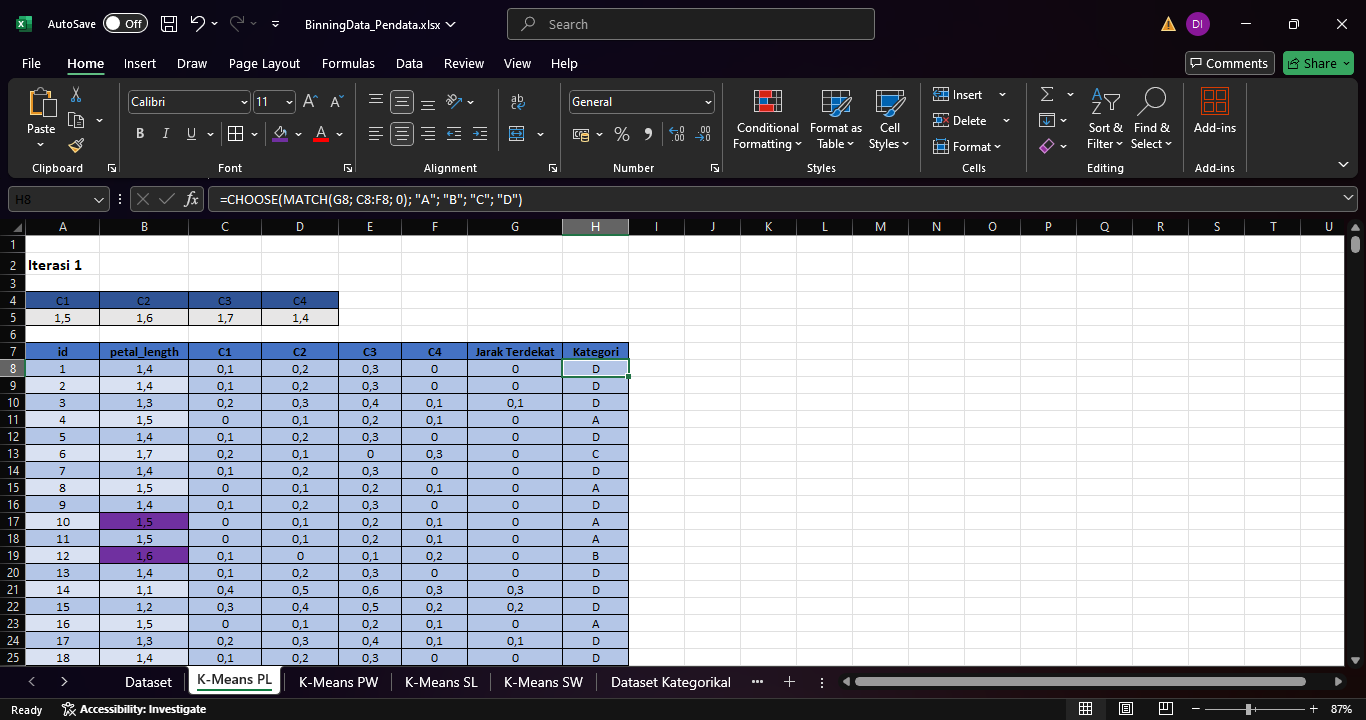 AutoSave Off BinningData_Pendata.xlsx Search DI
File Home Insert Draw Page Layout Formulas Data Review View Help Comments Share
Paste Calibri 11 A A General Conditional Formatting Format as Table Cell Styles Insert Delete Format Sort & Filter Find & Select Add-ins
B I U A ab %
Clipboard Font Alignment Number Styles Cells Editing Add-ins
H8 fx =CHOOSE(MATCH(G8; C8:F8; 0); "A"; "B"; "C"; "D")
A B C D E F G H I J K L M N O P Q R S T U
1
2 Iterasi 1
3
4 C1 C2 C3 C4
5 1,5 1,6 1,7 1,4
6
7 id petal_length C1 C2 C3 C4 Jarak Terdekat Kategori
8 1 1,4 0,1 0,2 0,3 0 0 D
9 2 1,4 0,1 0,2 0,3 0 0 D
10 3 1,3 0,2 0,3 0,4 0,1 0,1 D
11 4 1,5 0 0,1 0,2 0,1 0 A
12 5 1,4 0,1 0,2 0,3 0 0 D
13 6 1,7 0,2 0,1 0 0,3 0 C
14 7 1,4 0,1 0,2 0,3 0 0 D
15 8 1,5 0 0,1 0,2 0,1 0 A
16 9 1,4 0,1 0,2 0,3 0 0 D
17 10 1,5 0 0,1 0,2 0,1 0 A
18 11 1,5 0 0,1 0,2 0,1 0 A
19 12 1,6 0,1 0 0,1 0,2 0 B
20 13 1,4 0,1 0,2 0,3 0 0 D
21 14 1,1 0,4 0,5 0,6 0,3 0,3 D
22 15 1,2 0,3 0,4 0,5 0,2 0,2 D
23 16 1,5 0 0,1 0,2 0,1 0 A
24 17 1,3 0,2 0,3 0,4 0,1 0,1 D
25 18 1,4 0,1 0,2 0,3 0 0 D
Dataset K-Means PL K-Means PW K-Means SL K-Means SW Dataset Kategorikal
Ready Accessibility: Investigate 87%